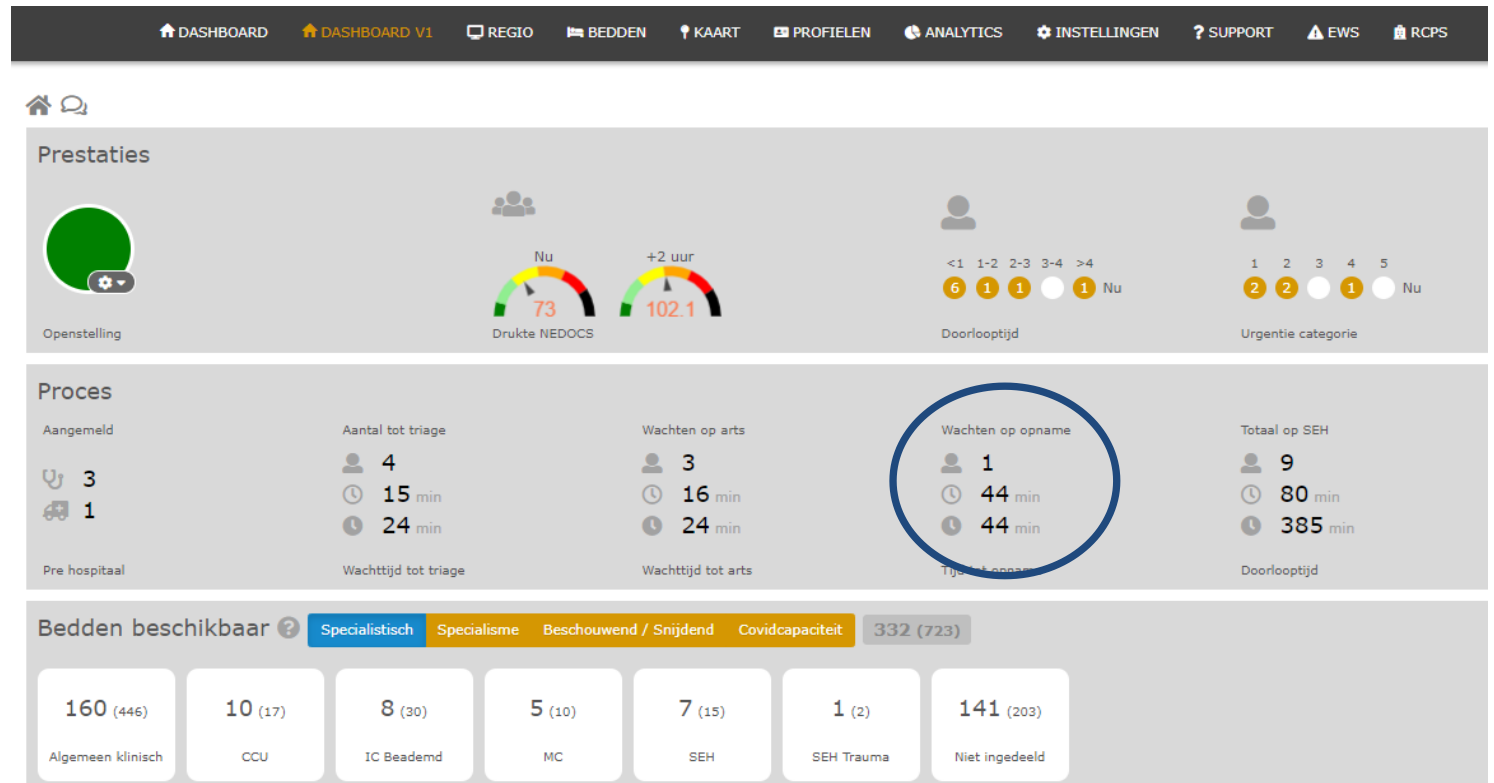 DASHBOARD DASHBOARD V1 REGIO BEDDEN KAART PROFIELEN ANALYTICS INSTELLINGEN ? SUPPORT EWS RCPS
Prestaties
Nu +2 uur
73 102.1
<1 1-2 2-3 3-4 >4
6 1 1 1 Nu
1 2 3 4 5
2 2 1 Nu
Openstelling Drukte NEDOCS Doorlooptijd Urgentie categorie
Proces
Aangemeld Aantal tot triage Wachten op arts Wachten op opname Totaal op SEH
3
1
4
15 min
24 min
3
16 min
24 min
1
44 min
44 min
9
80 min
385 min
Pre hospitaal Wachttijd tot triage Wachttijd tot arts Tijd tot opname Doorlooptijd
Bedden beschikbaar ? Specialistisch Specialisme Beschouwend / Snijdend Covidcapaciteit 332 (723)
160 (446) 10 (17) 8 (30) 5 (10) 7 (15) 1 (2) 141 (203)
Algemeen klinisch CCU IC Beademd MC SEH SEH Trauma Niet ingedeeld